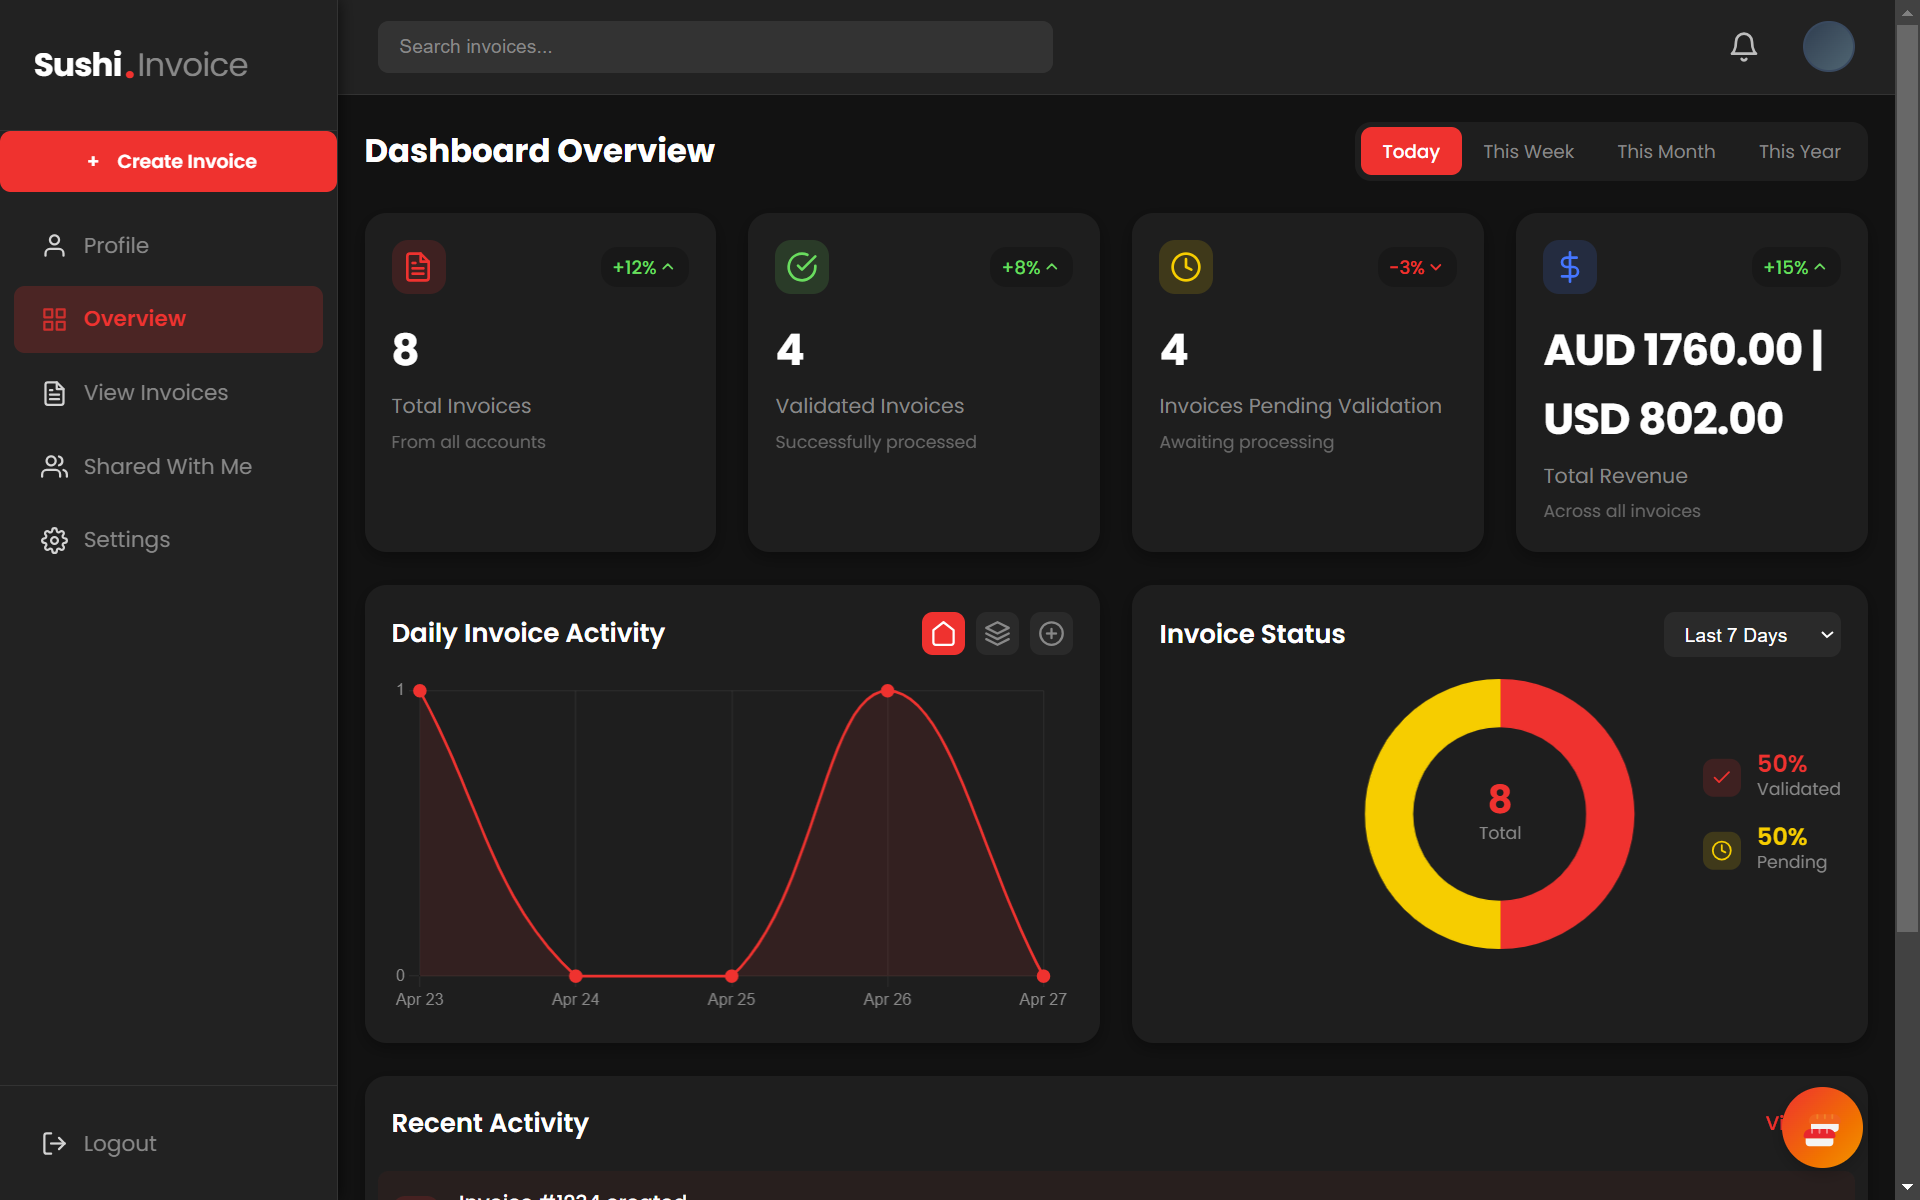 Sushi.Invoice
Search invoices...
+ Create Invoice
Profile
Overview
View Invoices
Shared With Me
Settings
Logout
Dashboard Overview
Today
This Week
This Month
This Year
+12%
8
Total Invoices
From all accounts
+8%
4
Validated Invoices
Successfully processed
-3%
4
Invoices Pending Validation
Awaiting processing
+15%
AUD 1760.00 |
USD 802.00
Total Revenue
Across all invoices
Daily Invoice Activity
1
0
Apr 23
Apr 24
Apr 25
Apr 26
Apr 27
Invoice Status
Last 7 Days
8
Total
50%
Validated
50%
Pending
Recent Activity
Invoice #1234 created